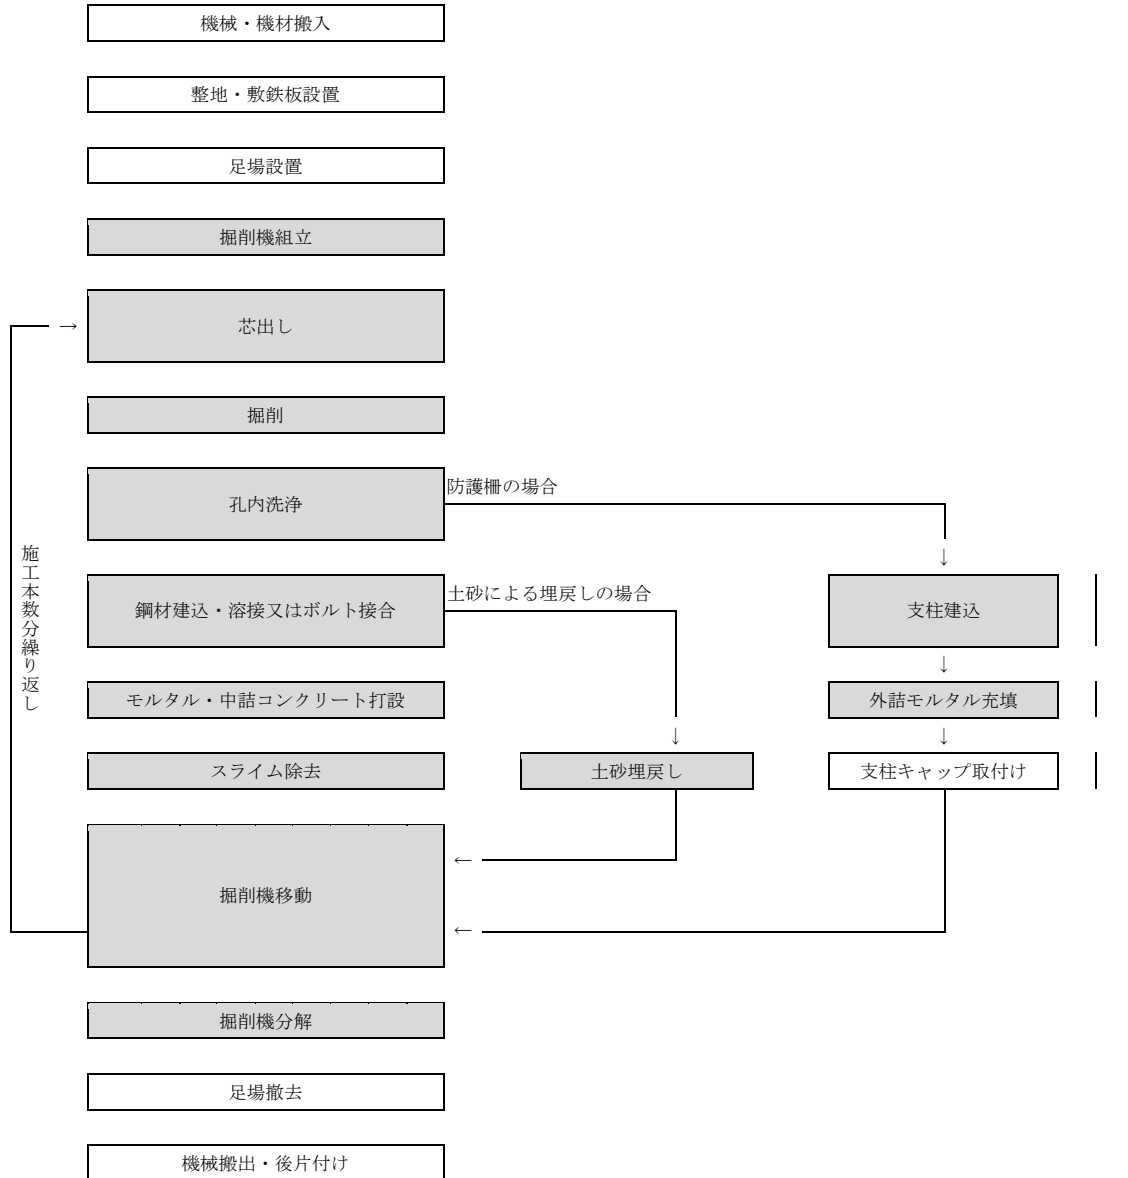 機械・機材搬入
整地・敷鉄板設置
足場設置
掘削機組立
→
芯出し
掘削
孔内洗浄
防護柵の場合
↓
施工本数分繰り返し
鋼材建込・溶接又はボルト接合
土砂による埋戻しの場合
支柱建込
↓
モルタル・中詰コンクリート打設
外詰モルタル充填
↓
↓
スライム除去
土砂埋戻し
支柱キャップ取付け
←
掘削機移動
←
掘削機分解
足場撤去
機械搬出・後片付け